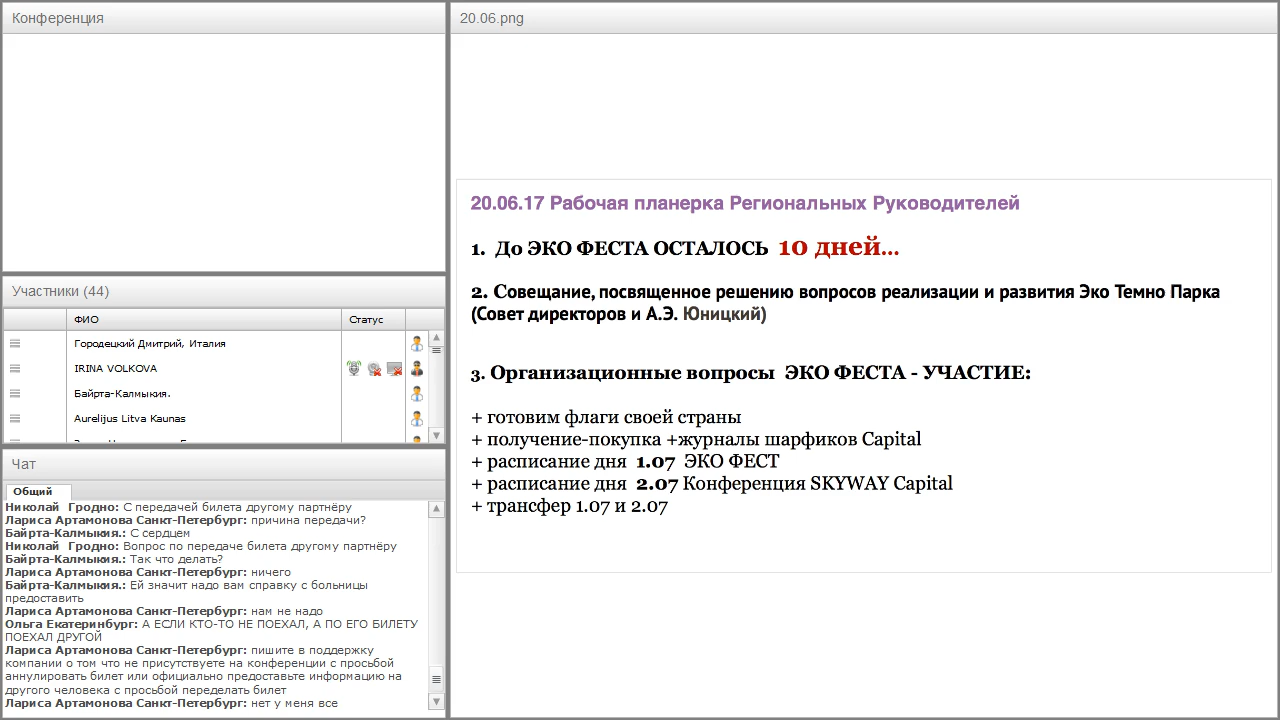 Конференция
Участники (44)
ФИО
Статус
Городецкий Дмитрий, Италия
IRINA VOLKOVA
Байрта-Калмыкия.
Aurelijus Litva Kaunas
Чат
Общий
Николай Гродно: С передачей билета другому партнёру
Лариса Артамонова Санкт-Петербург: причина передачи?
Байрта-Калмыкия.: С сердцем
Николай Гродно: Вопрос по передаче билета другому партнёру
Байрта-Калмыкия.: Так что делать?
Лариса Артамонова Санкт-Петербург: ничего
Байрта-Калмыкия.: Ей значит надо вам справку с больницы
предоставить
Лариса Артамонова Санкт-Петербург: нам не надо
Ольга Екатеринбург: А ЕСЛИ КТО-ТО НЕ ПОЕХАЛ, А ПО ЕГО БИЛЕТУ
ПОЕХАЛ ДРУГОЙ
Лариса Артамонова Санкт-Петербург: пишите в поддержку
компании о том что не присутствуете на конференции с просьбой
аннулировать билет или официально предоставьте информацию на
другого человека с просьбой переделать билет
Лариса Артамонова Санкт-Петербург: нет у меня все
20.06.png
20.06.17 Рабочая планерка Региональных Руководителей
1. До ЭКО ФЕСТА ОСТАЛОСЬ 10 дней...
2. Совещание, посвященное решению вопросов реализации и развития Эко Темно Парка
(Совет директоров и А.Э. Юницкий)
3. Организационные вопросы ЭКО ФЕСТА - УЧАСТИЕ:
+ готовим флаги своей страны
+ получение-покупка +журналы шарфиков Capital
+ расписание дня 1.07 ЭКО ФЕСТ
+ расписание дня 2.07 Конференция SKYWAY Capital
+ трансфер 1.07 и 2.07